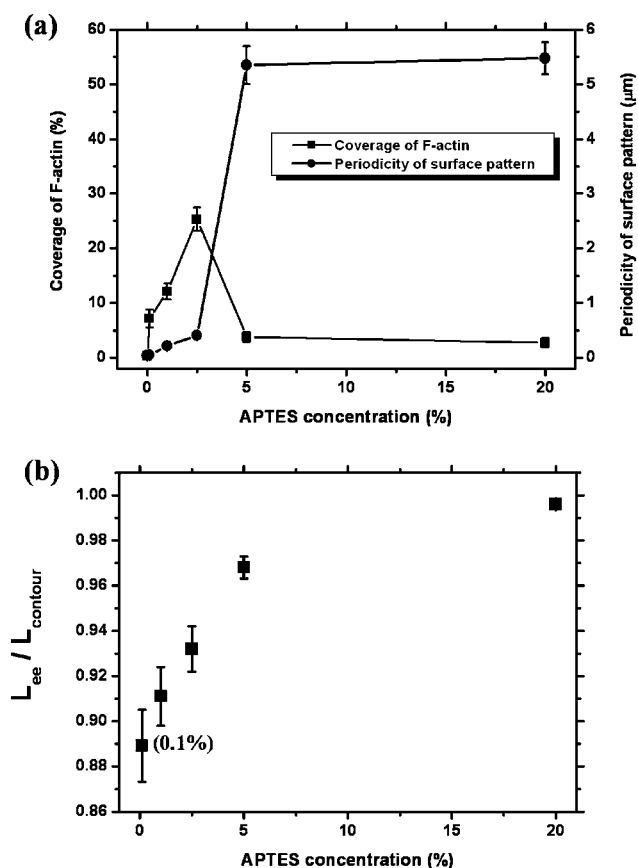 (a)
60
50
40
30
20
10
0
Coverage of F-actin (%)
6
5
4
3
2
1
0
Periodicity of surface pattern (μm)
Coverage of F-actin
Periodicity of surface pattern
0 5 10 15 20
APTES concentration (%)
(b)
1.00
0.98
0.96
0.94
0.92
0.90
0.88
0.86
L_ee / L_contour
(0.1%)
0 5 10 15 20
APTES concentration (%)